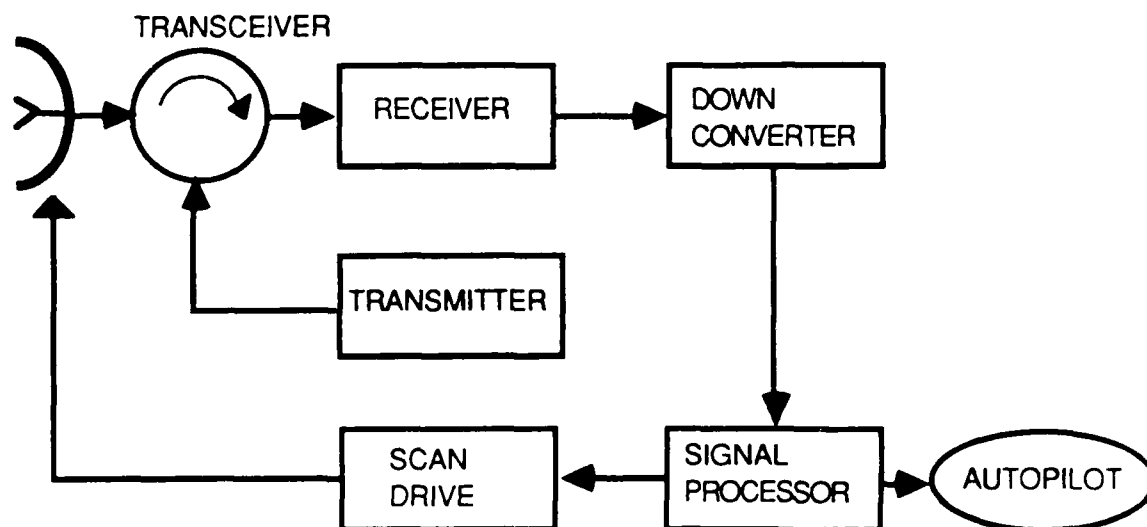 TRANSCEIVER
RECEIVER
DOWN
CONVERTER
TRANSMITTER
SCAN
DRIVE
SIGNAL
PROCESSOR
AUTOPILOT